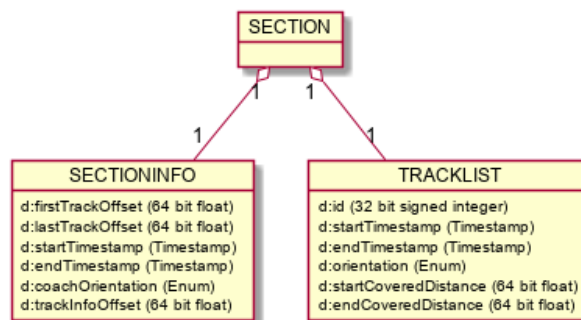 SECTION
1
1
1
1
SECTIONINFO
d:firstTrackOffset (64 bit float)
d:lastTrackOffset (64 bit float)
d:startTimestamp (Timestamp)
d:endTimestamp (Timestamp)
d:coachOrientation (Enum)
d:trackInfoOffset (64 bit float)
TRACKLIST
d:id (32 bit signed integer)
d:startTimestamp (Timestamp)
d:endTimestamp (Timestamp)
d:orientation (Enum)
d:startCoveredDistance (64 bit float)
d:endCoveredDistance (64 bit float)